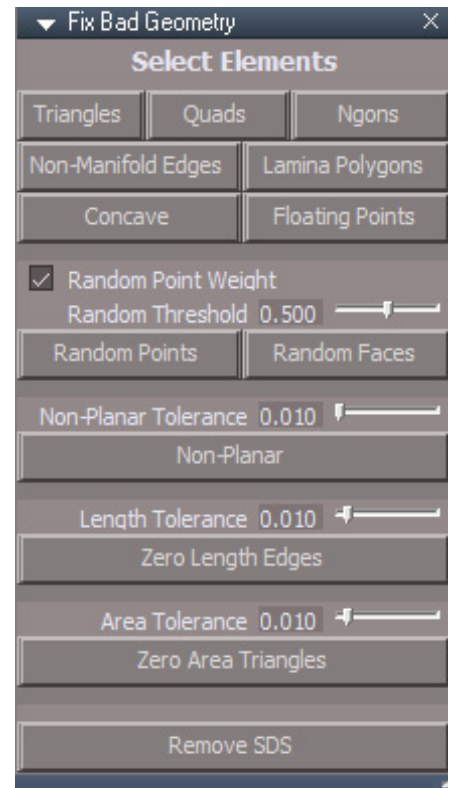 Fix Bad Geometry
Select Elements
Triangles Quads Ngons
Non-Manifold Edges Lamina Polygons
Concave Floating Points
Random Point Weight
Random Threshold 0.500
Random Points Random Faces
Non-Planar Tolerance 0.010
Non-Planar
Length Tolerance 0.010
Zero Length Edges
Area Tolerance 0.010
Zero Area Triangles
Remove SDS